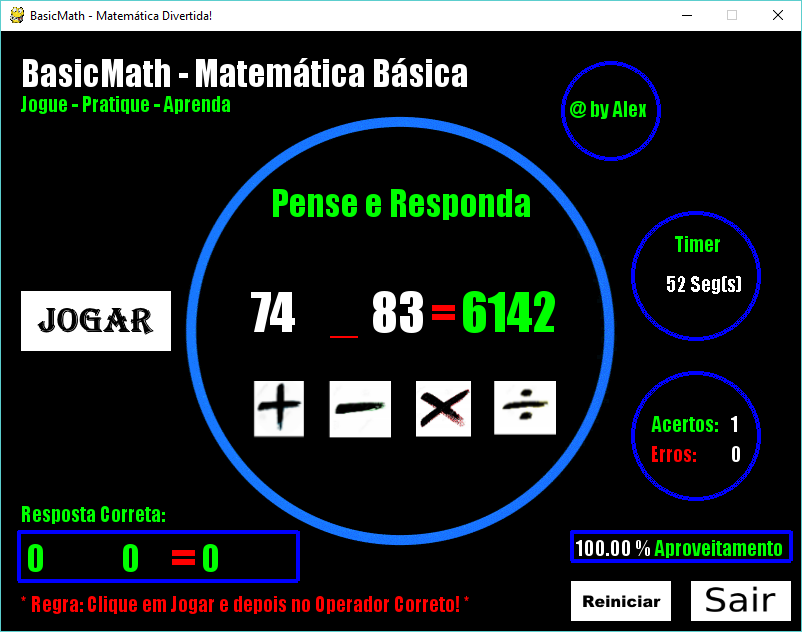 BasicMath - Matemática Divertida!
BasicMath - Matemática Básica
Jogue - Pratique - Aprenda
@ by Alex
Pense e Responda
Timer
52 Seg(s)
74 _ 83 = 6142
JOGAR
+ - × ÷
Acertos: 1
Erros: 0
Resposta Correta:
0 0 = 0
100.00 % Aproveitamento
* Regra: Clique em Jogar e depois no Operador Correto! *
Reiniciar
Sair